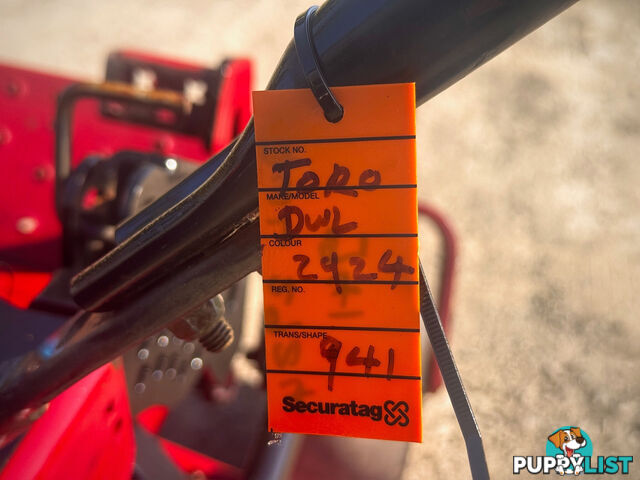 STOCK NO.
TORO
MAKE/MODEL
DWL
COLOUR
2424
REG. NO.
TRANS/SHAPE
941
Securatag
PUPPYLIST